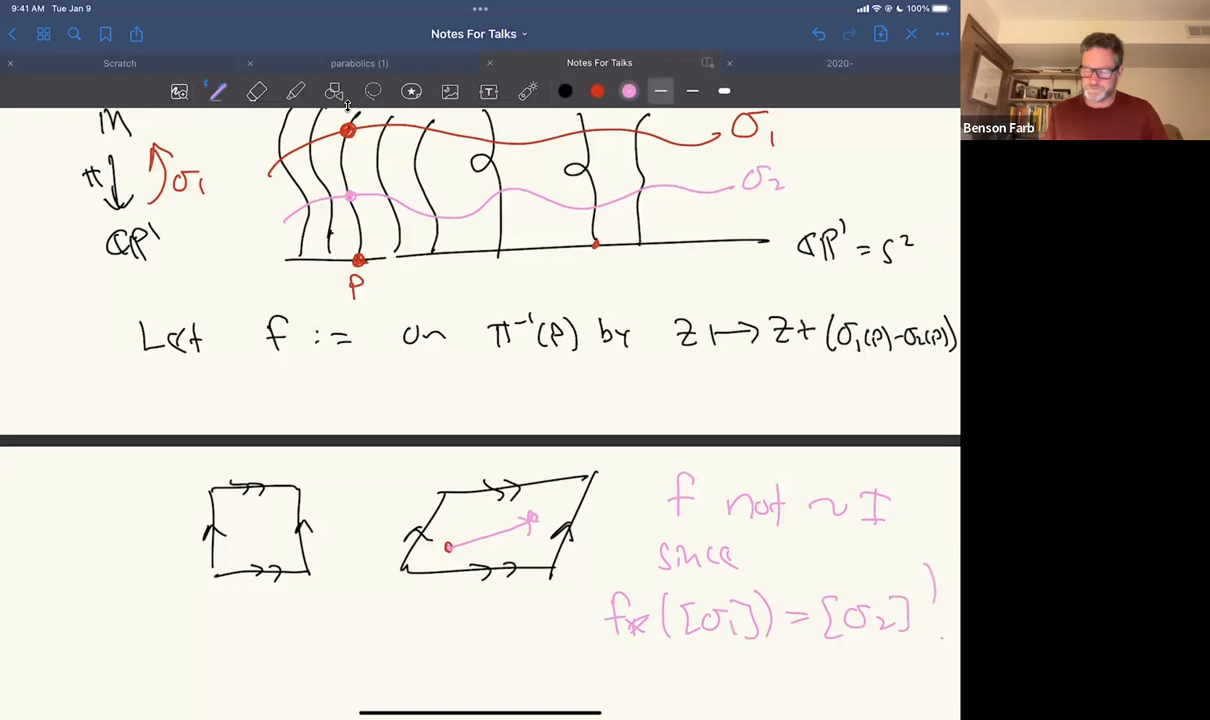 9:41 AM Tue Jan 9
100%
Notes For Talks
Scratch
parabolics (1)
Notes For Talks
2020-
Benson Farb
M
π ↓ σ₁
ℂP¹
σ₁
σ₂
ℂP¹ = S²
P
Let f := on π⁻¹(P) by z ↦ z + (σ₁(P) - σ₂(P))
f not ~ I
since
f* ([σ₁]) = [σ₂] !